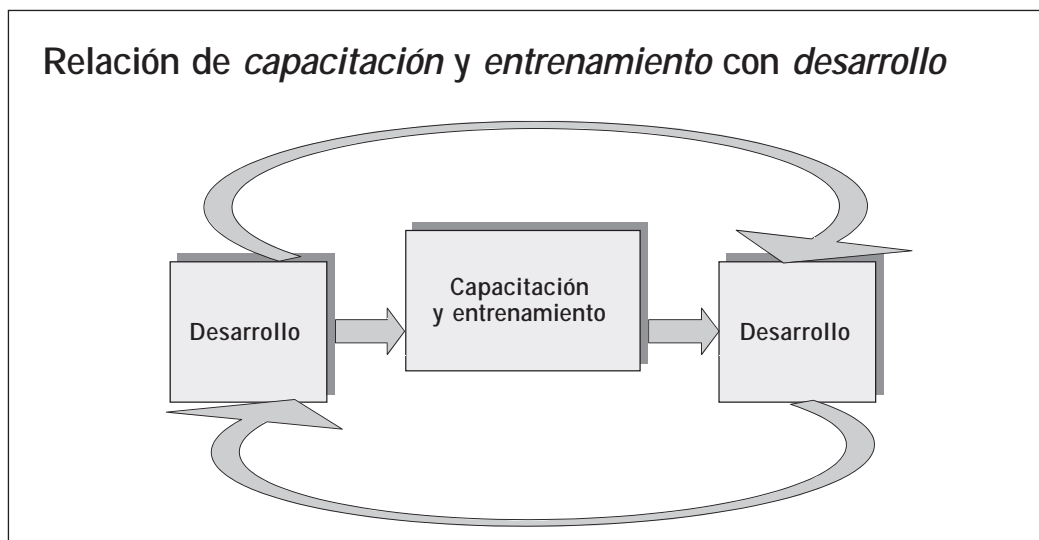 Relación de capacitación y entrenamiento con desarrollo
Capacitación
y entrenamiento
Desarrollo
Desarrollo